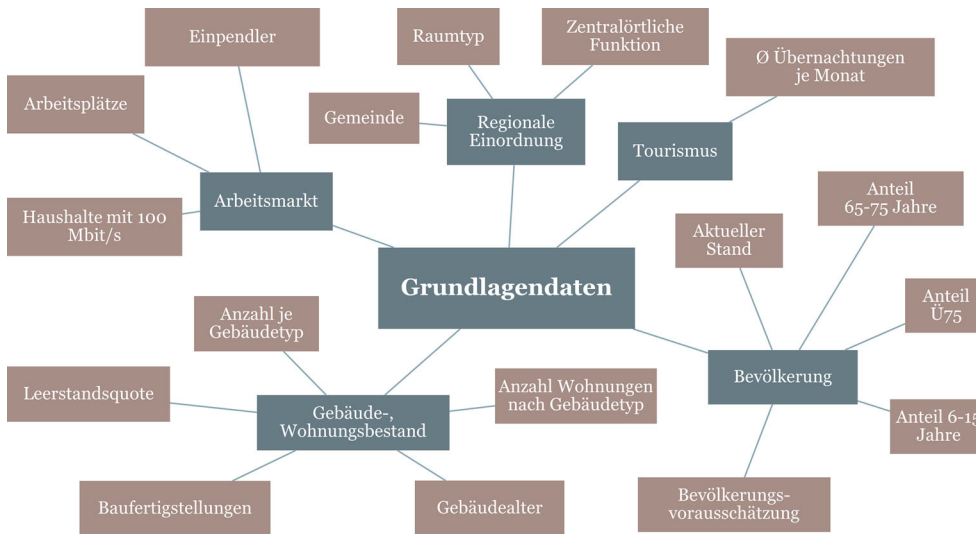 Einpendler
Raumtyp
Zentralörtliche
Funktion
Ø Übernachtungen
je Monat
Arbeitsplätze
Gemeinde
Regionale
Einordnung
Tourismus
Arbeitsmarkt
Haushalte mit 100
Mbit/s
Anteil
65-75 Jahre
Aktueller
Stand
Grundlagendaten
Anteil
Ü75
Anzahl je
Gebäudetyp
Bevölkerung
Leerstandsquote
Anzahl Wohnungen
nach Gebäudetyp
Gebäude-,
Wohnungsbestand
Anteil 6-15
Jahre
Baufertigstellungen
Gebäudealter
Bevölkerungs-
vorausschätzung